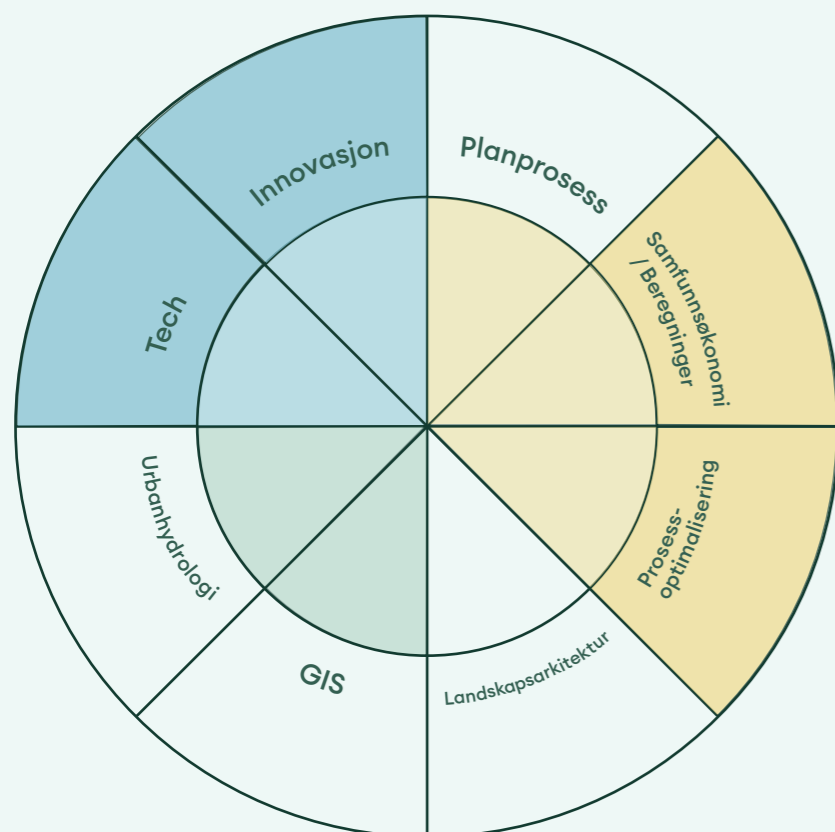 Innovasjon
Planprosess
Samfunnsøkonomi
/ Beregninger
Prosess-
optimalisering
Landskapsarkitektur
GIS
Urbanhydrologi
Tech